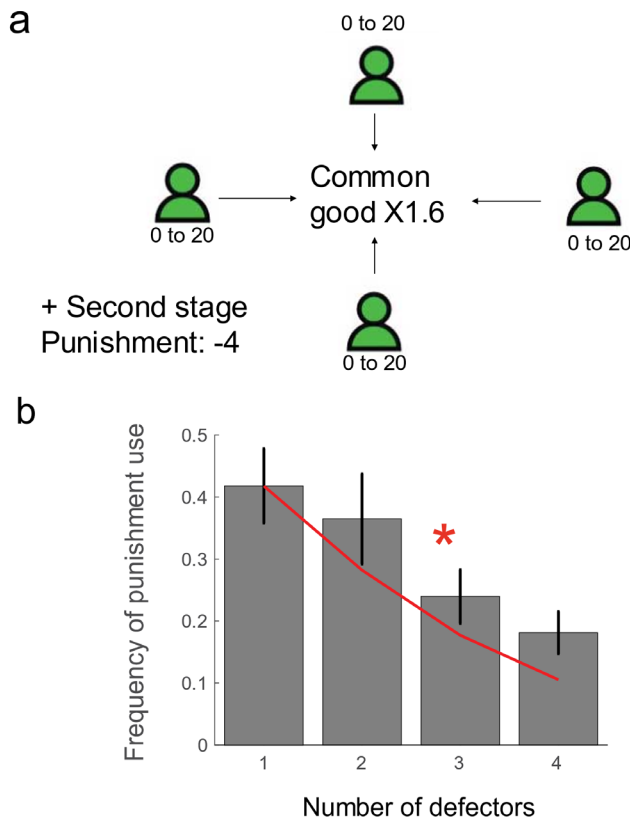 a
0 to 20
0 to 20
Common
good X1.6
0 to 20
+ Second stage
Punishment: -4
0 to 20
b
Frequency of punishment use
0.5
0.4
0.3
0.2
0.1
0
*
1 2 3 4
Number of defectors